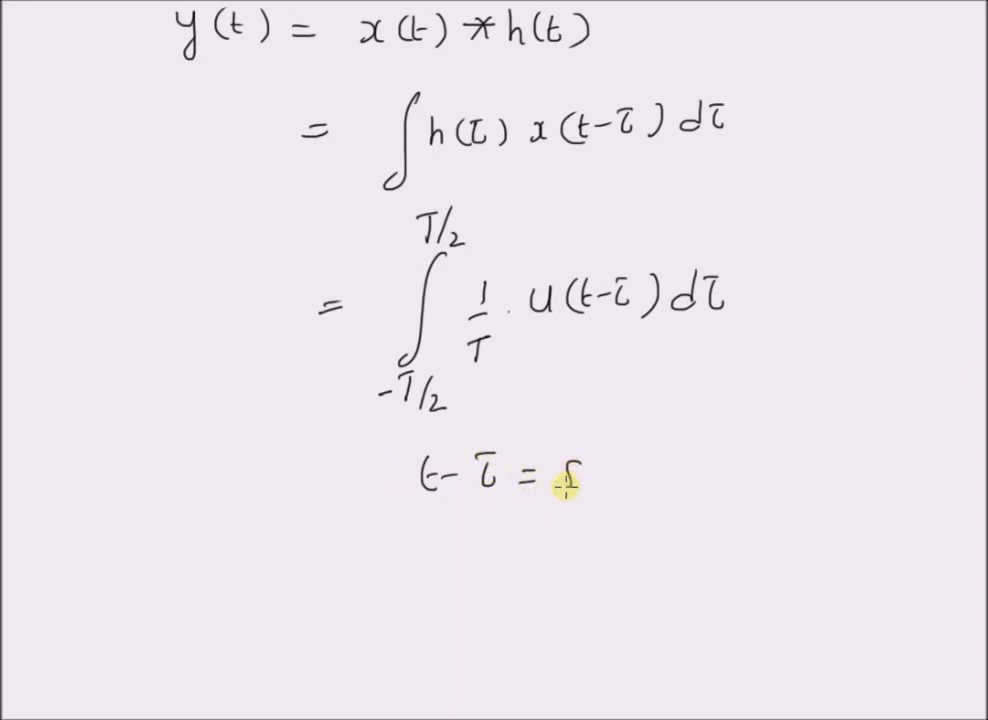 y(t) = x(t) * h(t)
= ∫ h(τ) x(t-τ) dτ
T/2
= ∫ 1/T . u(t-τ) dτ
-T/2
t - τ =